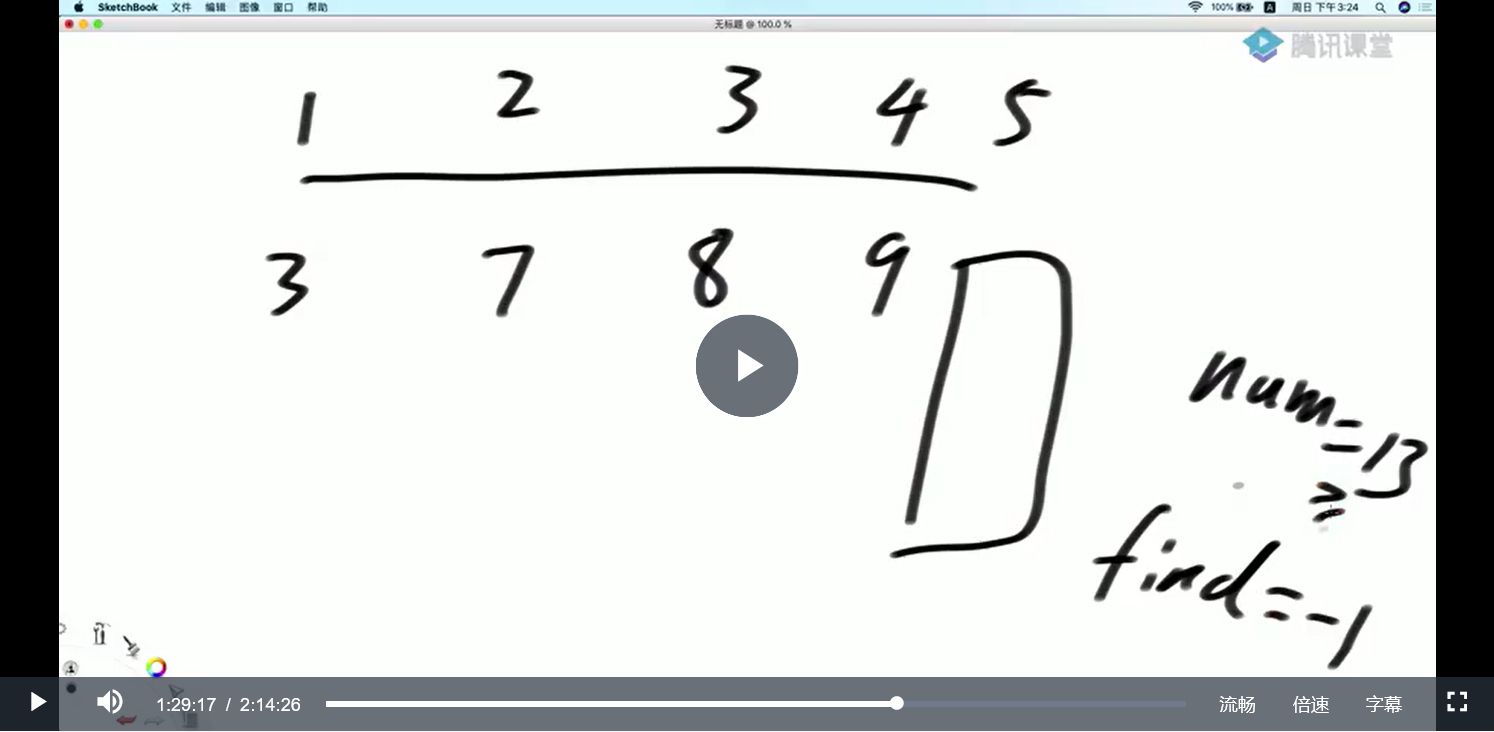 SketchBook 文件 编辑 图像 窗口 帮助 100% A 周日 下午3:24
无标题 @ 100.0 %
腾讯课堂
1 2 3 4 5
3 7 8 9
num=13
≥
find=-1
1:29:17 / 2:14:26 流畅 倍速 字幕